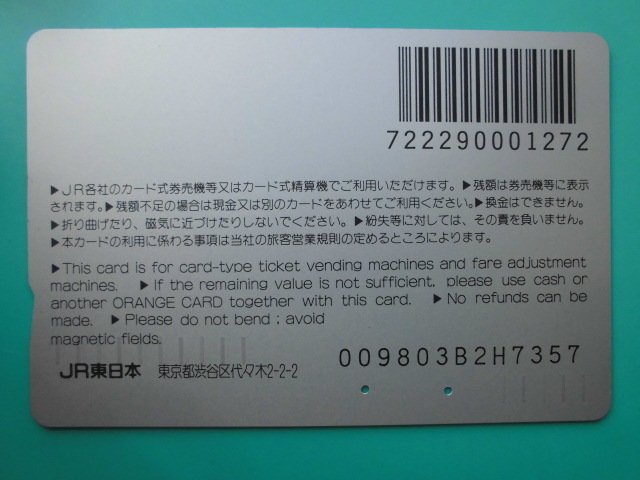 722290001272
▶JR各社のカード式券売機等又はカード式精算機でご利用いただけます。▶残額は券売機等に表示
されます。▶残額不足の場合は現金又は別のカードをあわせてご利用ください。▶換金はできません。
▶折り曲げたり、磁気に近づけたりしないでください。▶紛失等に対しては、その責を負いません。
▶本カードの利用に係わる事項は当社の旅客営業規則の定めるところによります。
▶This card is for card-type ticket vending machines and fare adjustment
machines. ▶If the remaining value is not sufficient, please use cash or
another ORANGE CARD together with this card. ▶No refunds can be
made. ▶Please do not bend ; avoid
magnetic fields.
009803B2H7357
JR東日本 東京都渋谷区代々木2-2-2